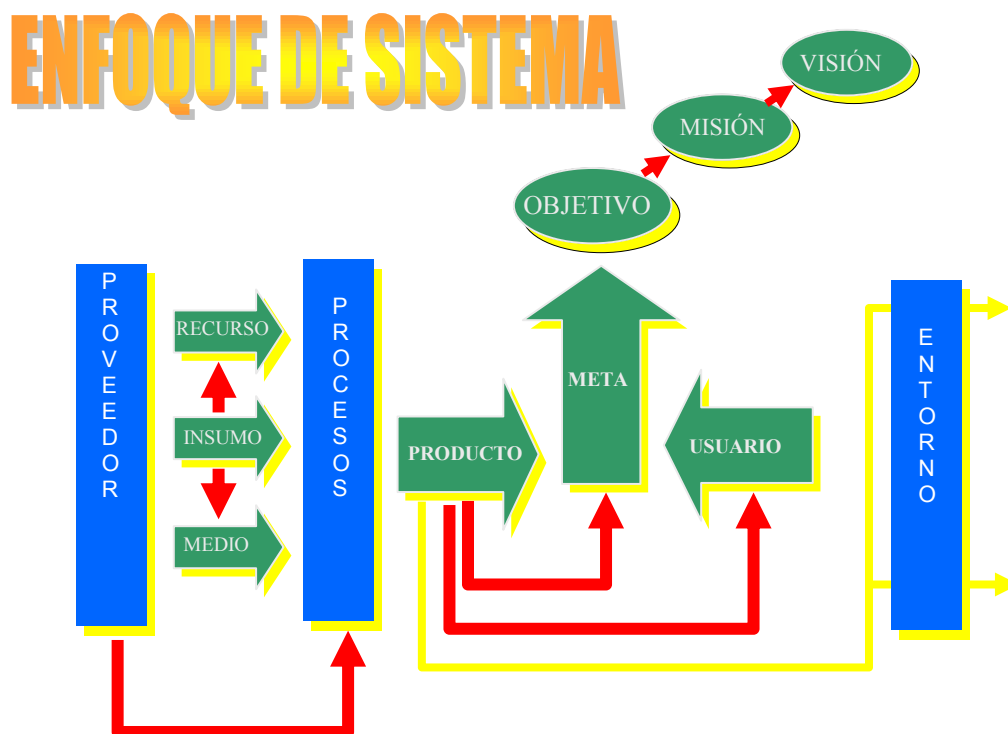 ENFOQUE DE SISTEMA
VISIÓN
MISIÓN
OBJETIVO
PROVEEDOR
RECURSO
INSUMO
MEDIO
PROCESOS
PRODUCTO
META
USUARIO
ENTORNO